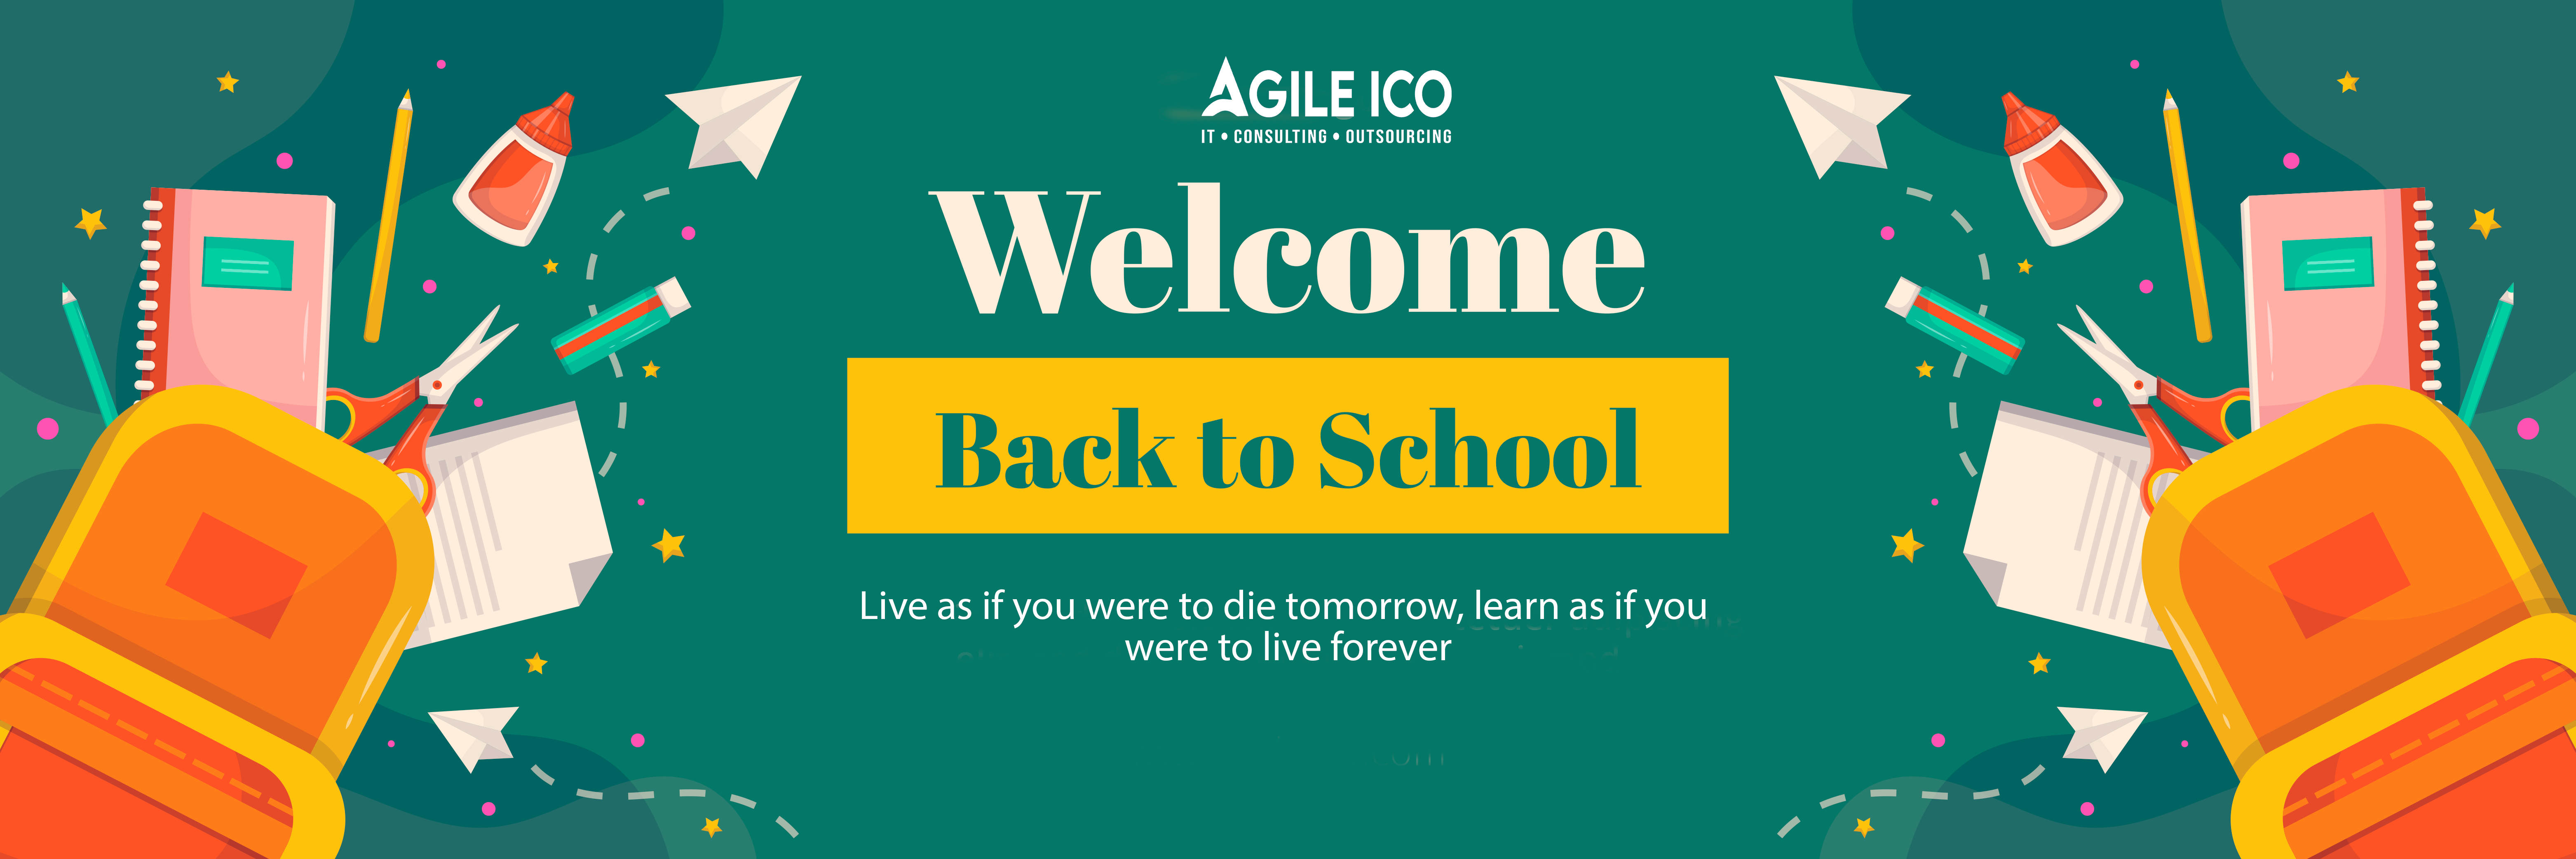 AGILE ICO
IT • CONSULTING • OUTSOURCING
Welcome
Back to School
Live as if you were to die tomorrow, learn as if you
were to live forever